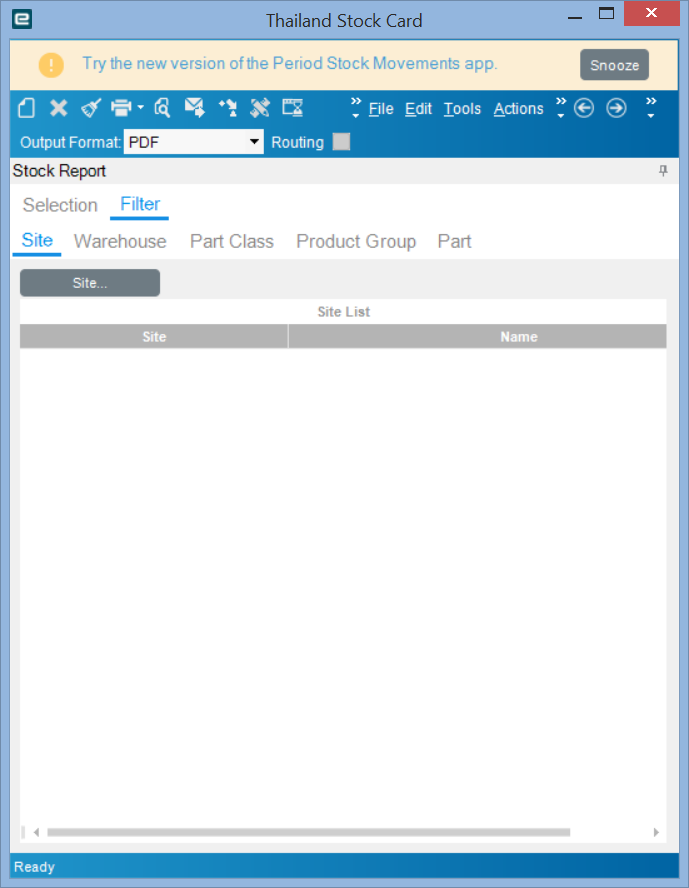 Thailand Stock Card
Try the new version of the Period Stock Movements app.
Snooze
File Edit Tools Actions
Output Format: PDF Routing
Stock Report
Selection Filter
Site Warehouse Part Class Product Group Part
Site...
Site List
Site Name
Ready